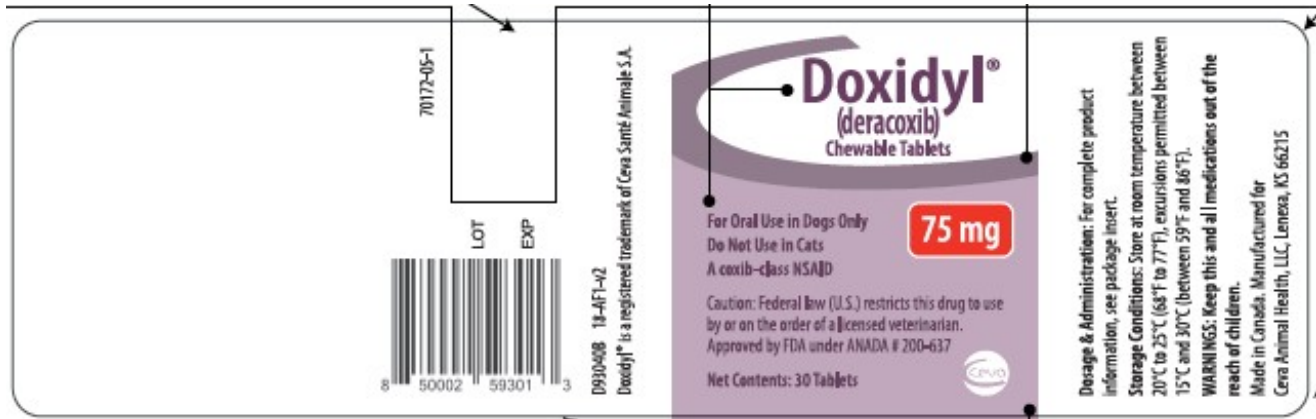 70172-05-1
LOT
EXP
8 50002 59301 3
D93040B 18-AF1-v2
Doxidyl® is a registered trademark of Ceva Santé Animale S.A.
Doxidyl®
(deracoxib)
Chewable Tablets
For Oral Use in Dogs Only
Do Not Use in Cats
A coxib-class NSAID
75 mg
Caution: Federal law (U.S.) restricts this drug to use
by or on the order of a licensed veterinarian.
Approved by FDA under ANADA # 200-637
Net Contents: 30 Tablets
Ceva
Dosage & Administration: For complete product
information, see package insert.
Storage Conditions: Store at room temperature between
20°C to 25°C (68°F to 77°F), excursions permitted between
15°C and 30°C (between 59°F and 86°F).
WARNINGS: Keep this and all medications out of the
reach of children.
Made in Canada. Manufactured for
Ceva Animal Health, LLC, Lenexa, KS 66215